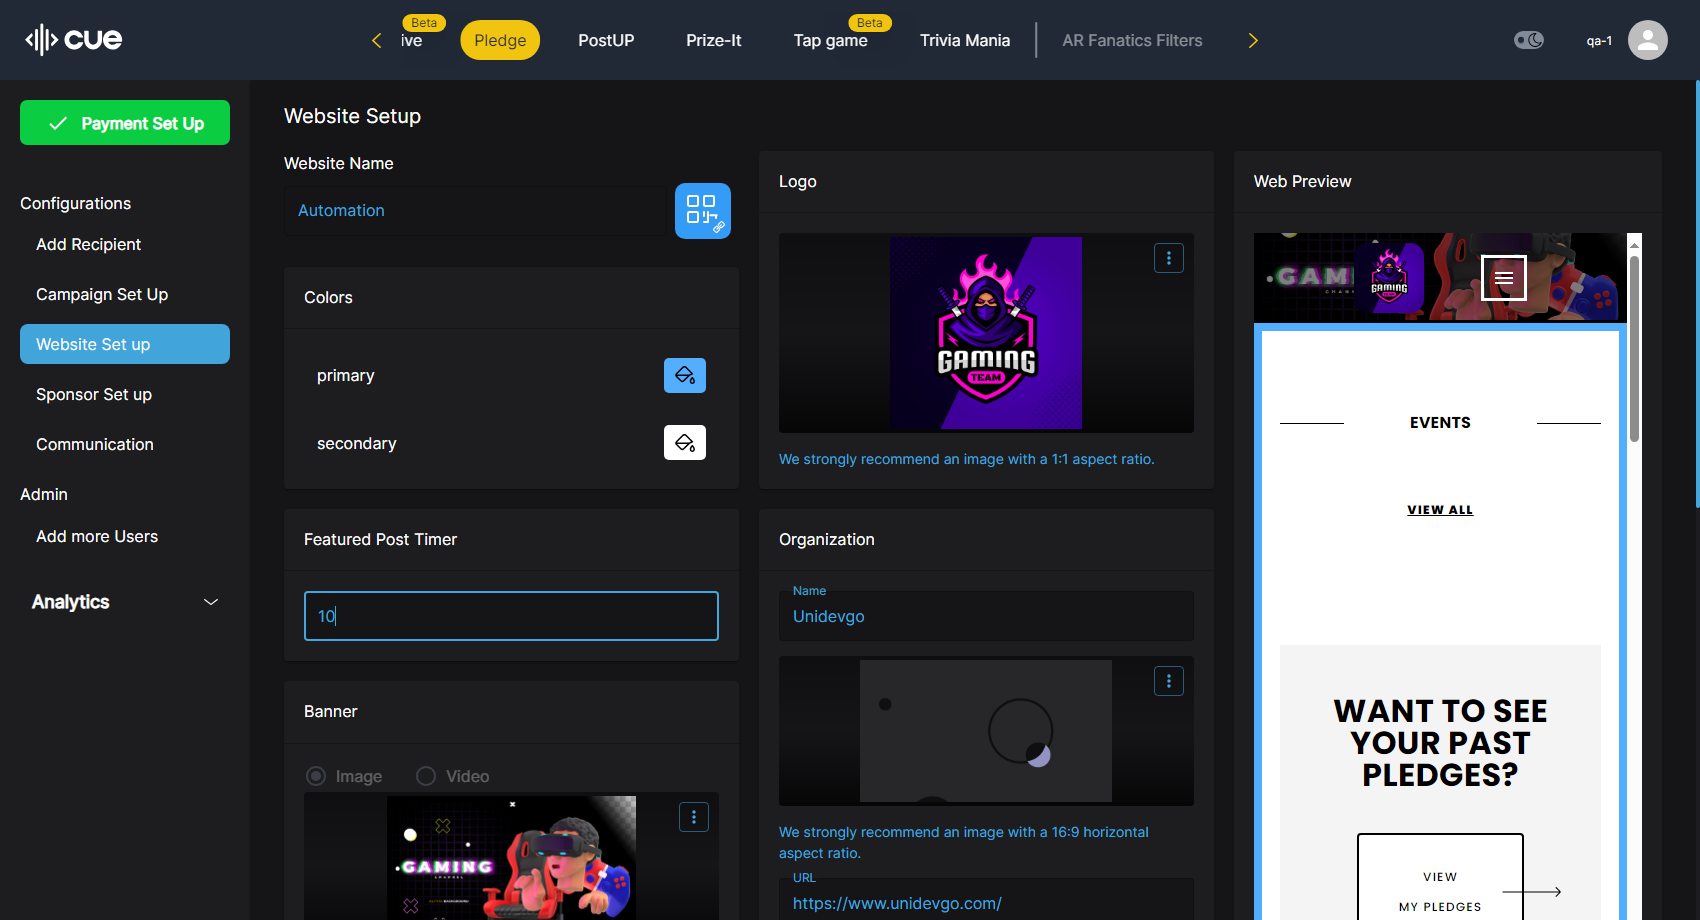 cue
Beta
ive
Pledge
PostUP
Prize-It
Beta
Tap game
Trivia Mania
AR Fanatics Filters
qa-1
Payment Set Up
Configurations
Add Recipient
Campaign Set Up
Website Set up
Sponsor Set up
Communication
Admin
Add more Users
Analytics
Website Setup
Website Name
Automation
Colors
primary
secondary
Featured Post Timer
10
Banner
Image
Video
GAMING
Logo
GAMING
TEAM
We strongly recommend an image with a 1:1 aspect ratio.
Organization
Name
Unidevgo
We strongly recommend an image with a 16:9 horizontal
aspect ratio.
URL
https://www.unidevgo.com/
Web Preview
GAMI
GAMING
TEAM
EVENTS
VIEW ALL
WANT TO SEE
YOUR PAST
PLEDGES?
VIEW
MY PLEDGES